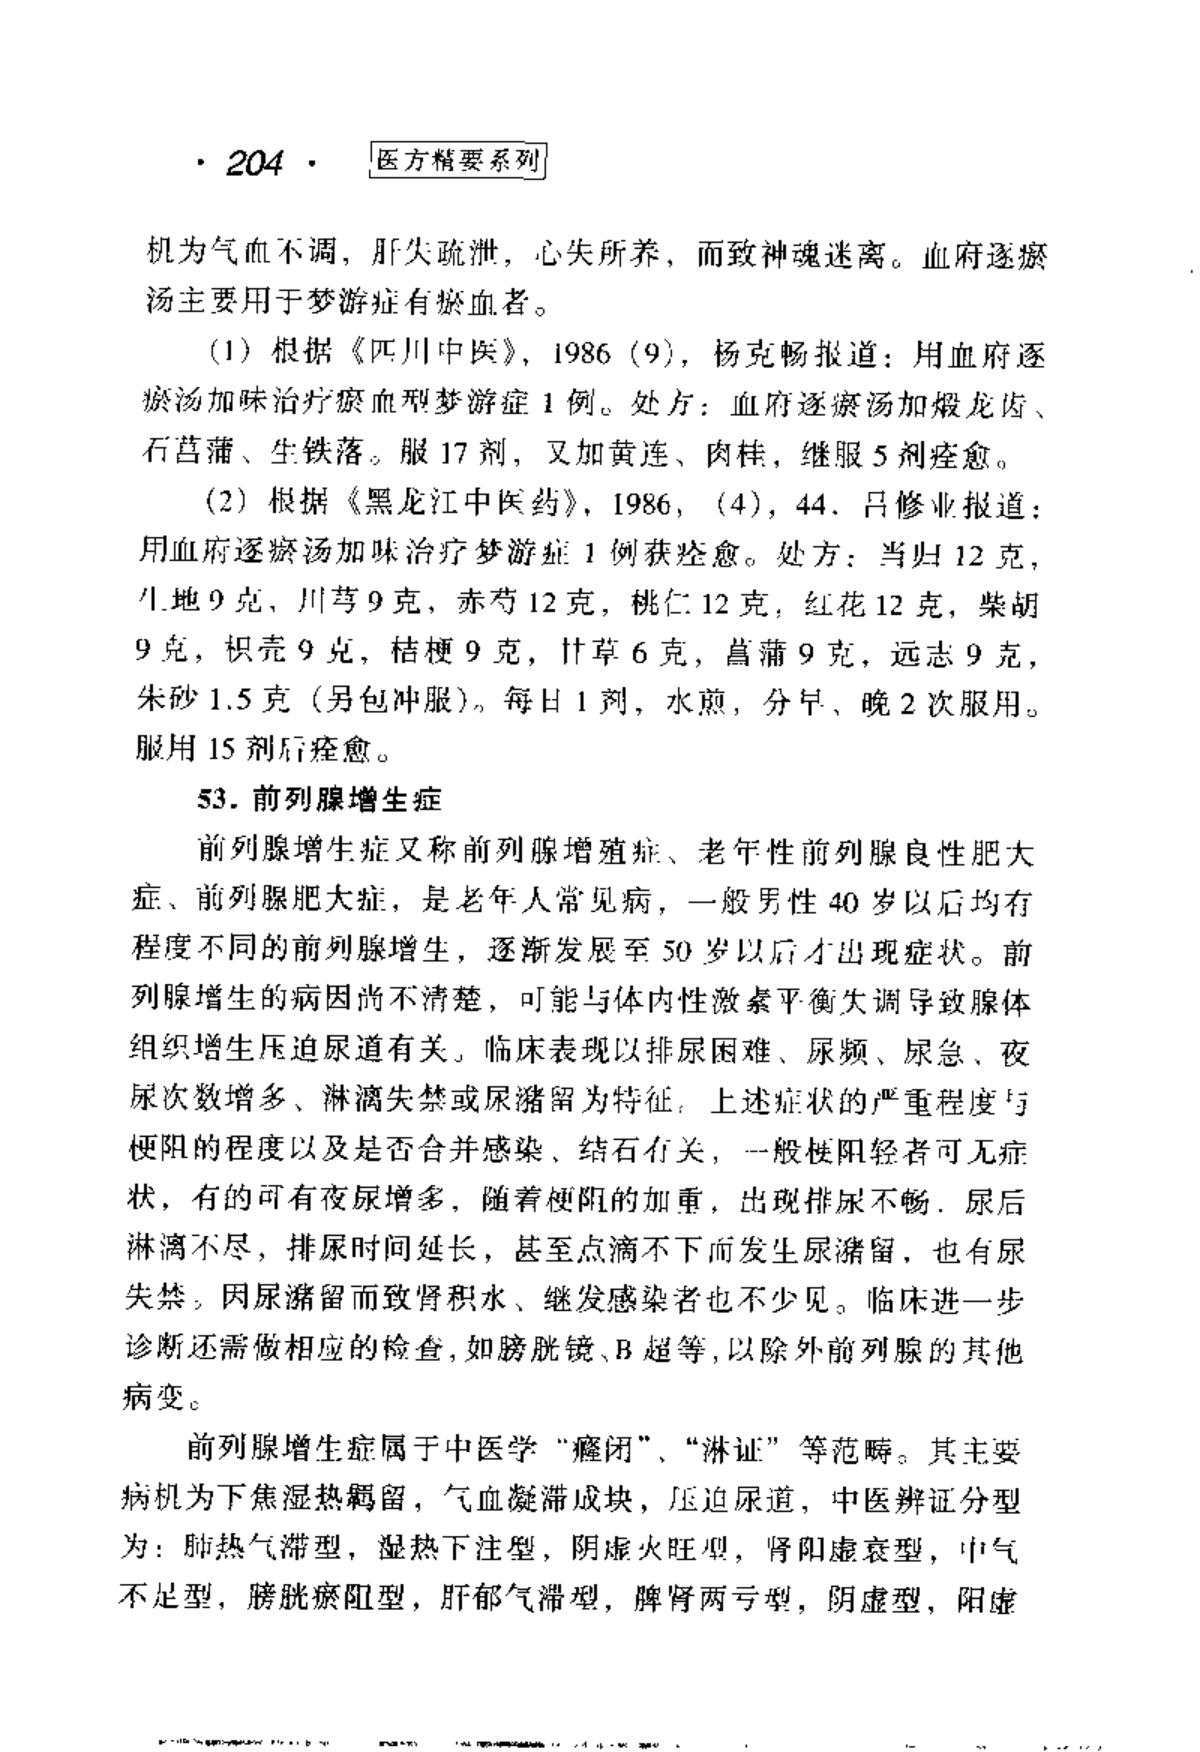 · 204 · 医方精要系列
机为气血不调，肝失疏泄，心失所养，而致神魂迷离。血府逐瘀
汤主要用于梦游症有瘀血者。
(1) 根据《四川中医》，1986 (9)，杨克畅报道：用血府逐
瘀汤加味治疗瘀血型梦游症 1 例。处方：血府逐瘀汤加煅龙齿、
石菖蒲、生铁落。服 17 剂，又加黄连、肉桂，继服 5 剂痊愈。
(2) 根据《黑龙江中医药》，1986，(4)，44．吕修业报道：
用血府逐瘀汤加味治疗梦游症 1 例获痊愈。处方：当归 12 克，
生地 9 克，川芎 9 克，赤芍 12 克，桃仁 12 克，红花 12 克，柴胡
9 克，枳壳 9 克，桔梗 9 克，甘草 6 克，菖蒲 9 克，远志 9 克，
朱砂 1.5 克（另包冲服）。每日 1 剂，水煎，分早、晚 2 次服用。
服用 15 剂后痊愈。
53．前列腺增生症
前列腺增生症又称前列腺增殖症、老年性前列腺良性肥大
症、前列腺肥大症，是老年人常见病，一般男性 40 岁以后均有
程度不同的前列腺增生，逐渐发展至 50 岁以后才出现症状。前
列腺增生的病因尚不清楚，可能与体内性激素平衡失调导致腺体
组织增生压迫尿道有关。临床表现以排尿困难、尿频、尿急、夜
尿次数增多、淋漓失禁或尿潴留为特征。上述症状的严重程度与
梗阻的程度以及是否合并感染、结石有关，一般梗阻轻者可无症
状，有的可有夜尿增多，随着梗阻的加重，出现排尿不畅．尿后
淋漓不尽，排尿时间延长，甚至点滴不下而发生尿潴留，也有尿
失禁。因尿潴留而致肾积水、继发感染者也不少见。临床进一步
诊断还需做相应的检查，如膀胱镜、B 超等，以除外前列腺的其他
病变。
前列腺增生症属于中医学“癃闭”、“淋证”等范畴。其主要
病机为下焦湿热羁留，气血凝滞成块，压迫尿道，中医辨证分型
为：肺热气滞型，湿热下注型，阴虚火旺型，肾阳虚衰型，中气
不足型，膀胱瘀阻型，肝郁气滞型，脾肾两亏型，阴虚型，阳虚